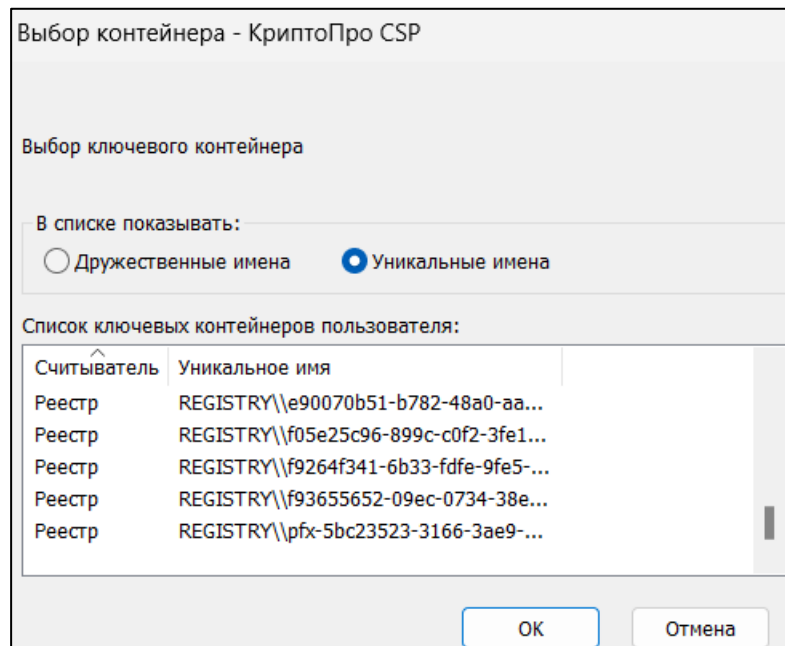 Выбор контейнера - КриптоПро CSP
Выбор ключевого контейнера
В списке показывать:
Дружественные имена Уникальные имена
Список ключевых контейнеров пользователя:
Считыватель Уникальное имя
Реестр REGISTRY\\e90070b51-b782-48a0-aa...
Реестр REGISTRY\\f05e25c96-899c-c0f2-3fe1...
Реестр REGISTRY\\f9264f341-6b33-fdfe-9fe5-...
Реестр REGISTRY\\f93655652-09ec-0734-38e...
Реестр REGISTRY\\pfx-5bc23523-3166-3ae9-...
ОК Отмена